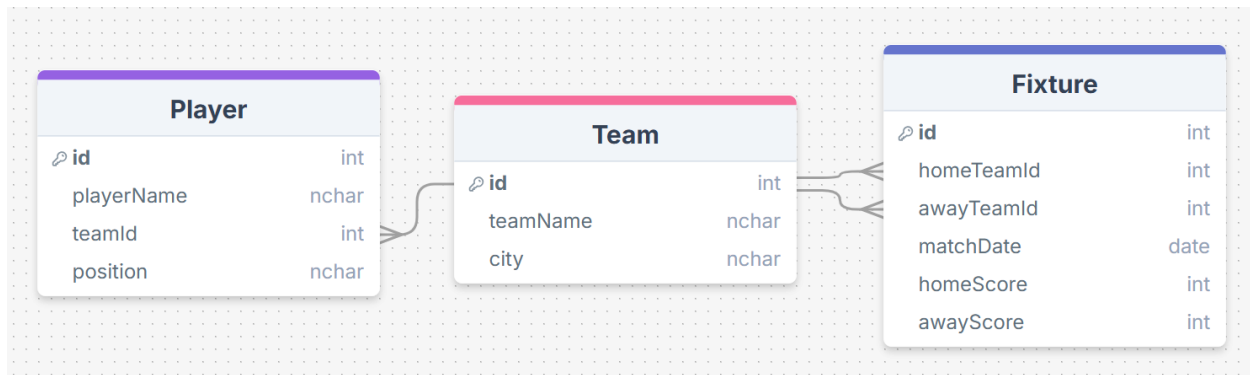 Player
id int
playerName nchar
teamId int
position nchar
Team
id int
teamName nchar
city nchar
Fixture
id int
homeTeamId int
awayTeamId int
matchDate date
homeScore int
awayScore int